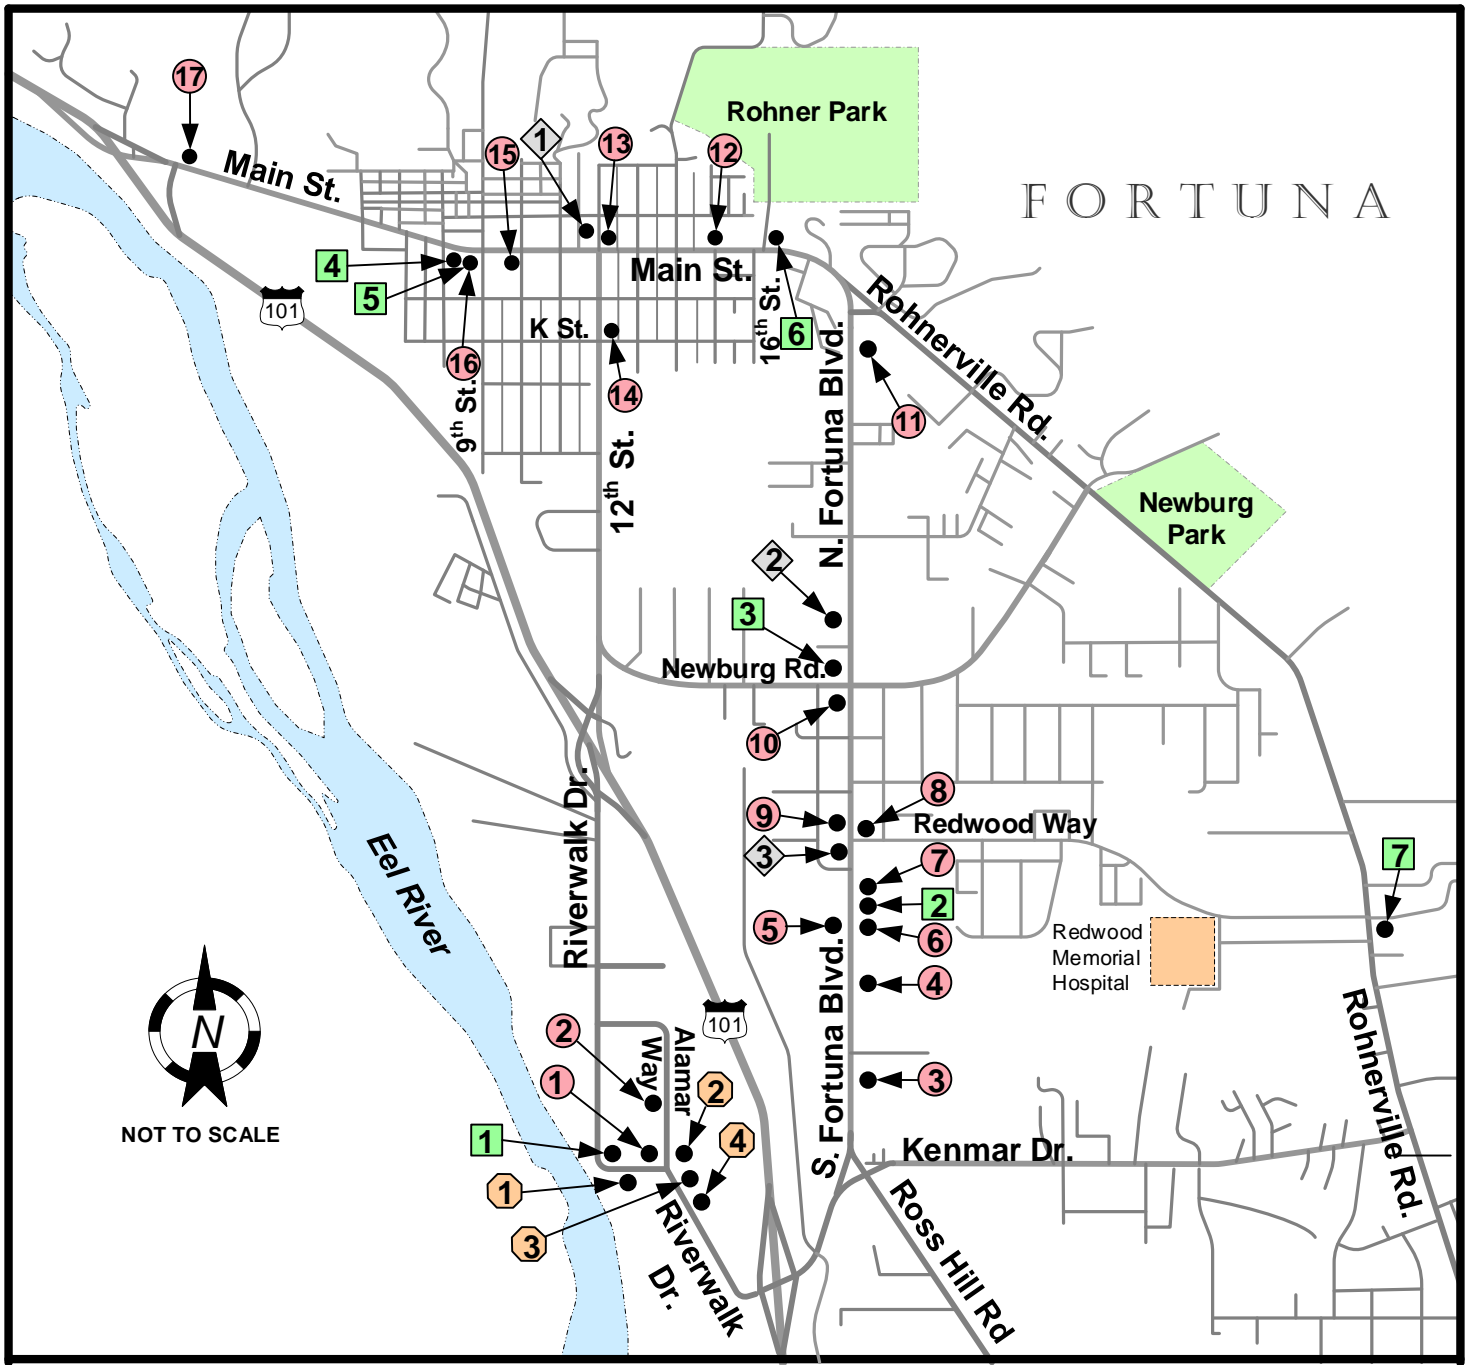 17
Rohner Park
1
13
12
15
Main St.
FORTUNA
4
5
Main St.
16th St.
6
101
K St.
Rohnerville Rd.
N. Fortuna Blvd.
16
9th St.
14
11
12th St.
Newburg
Park
2
3
Newburg Rd.
10
8
9
Redwood Way
3
7
7
2
5
6
Redwood
Memorial
Hospital
4
Eel River
Riverwalk Dr.
S. Fortuna Blvd.
N
NOT TO SCALE
101
2
Alamar
Way
1
2
3
Rohnerville Rd.
1
4
Kenmar Dr.
1
3
Riverwalk
Dr.
Ross Hill Rd